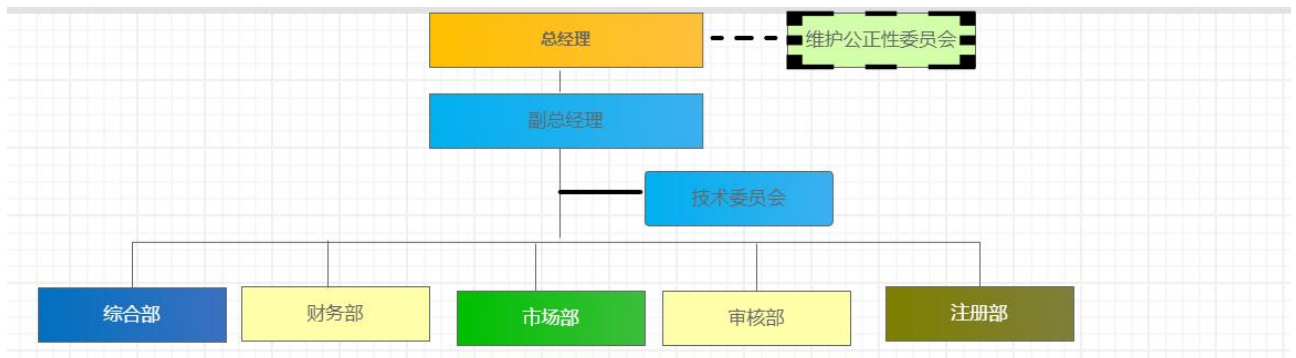 总经理
维护公正性委员会
副总经理
技术委员会
综合部
财务部
市场部
审核部
注册部